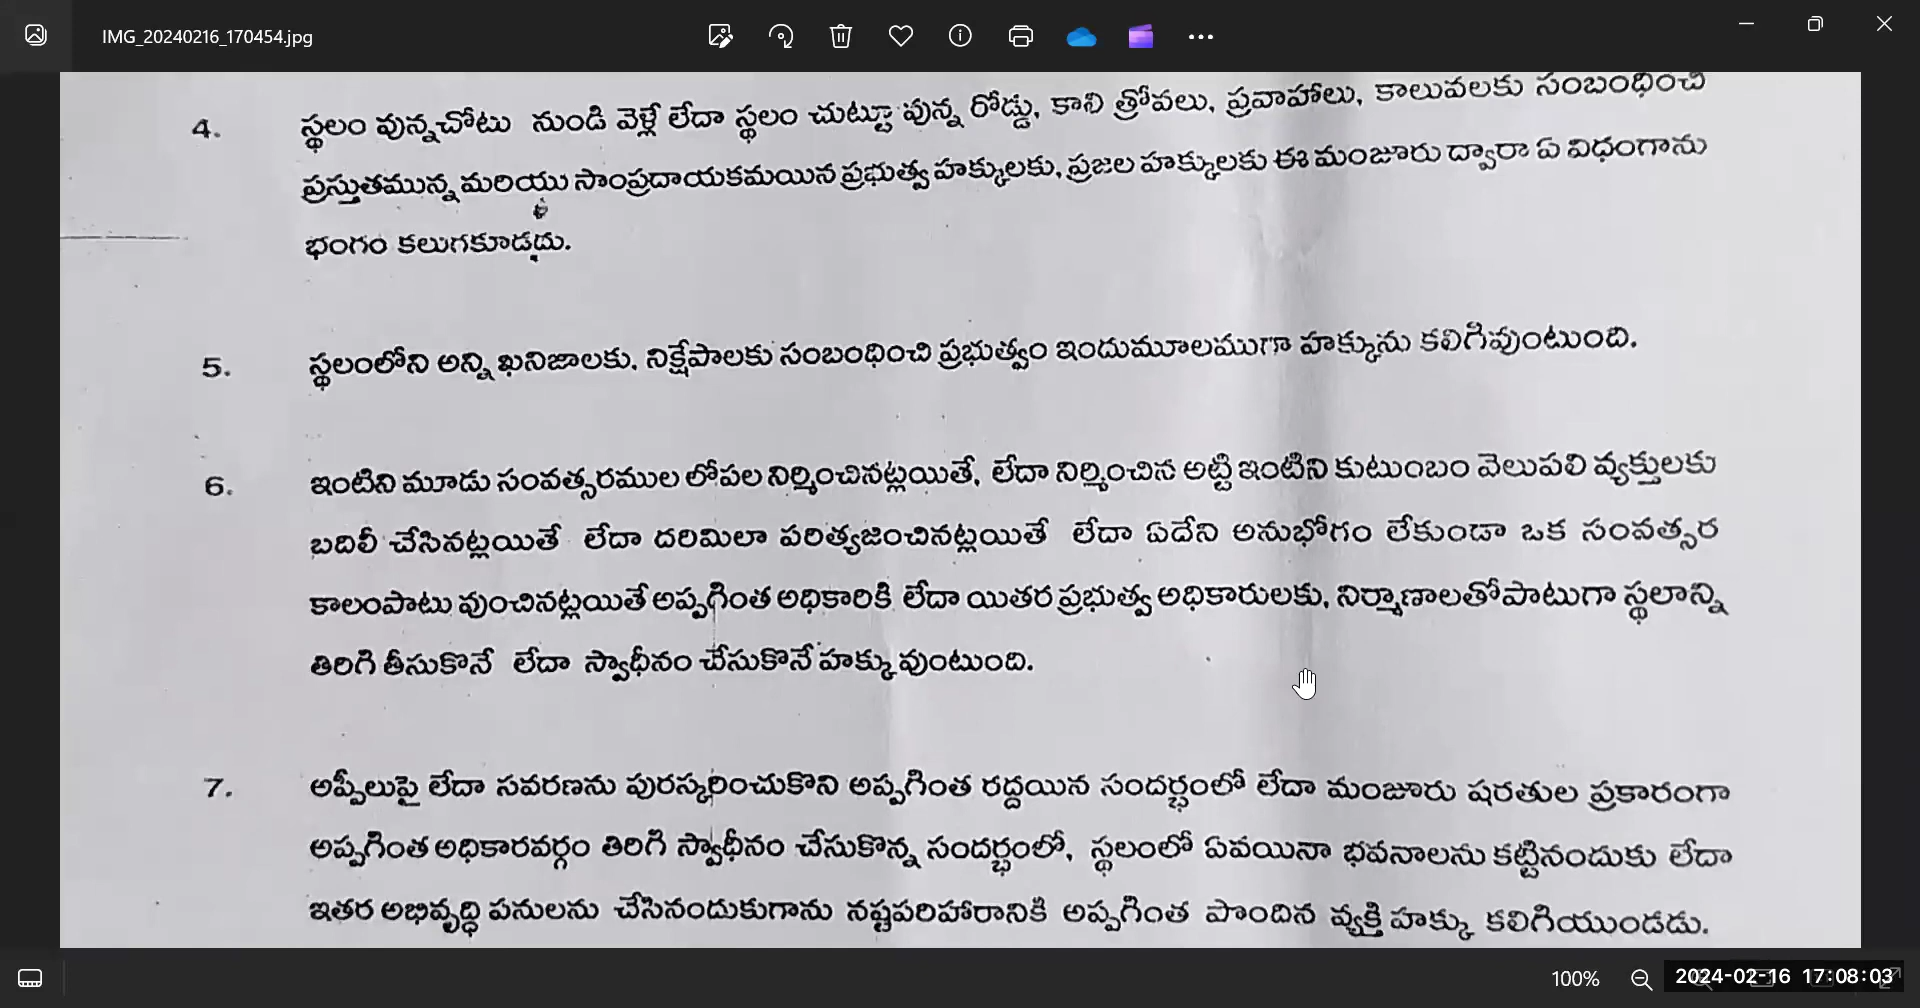 IMG_20240216_170454.jpg
4. స్థలం వున్నచోటు నుండి వెళ్లే లేదా స్థలం చుట్టూ వున్న రోడ్డు, కాని త్రోవలు, ప్రవాహాలు, కాలువలకు సంబంధించి
ప్రస్తుతమున్న మరియు సాంప్రదాయకమయిన ప్రభుత్వ హక్కులకు, ప్రజల హక్కులకు ఈ మంజూరు ద్వారా ఏ విధంగాను
భంగం కలుగకూడదు.
5. స్థలంలోని అన్ని ఖనిజాలకు, నిక్షేపాలకు సంబంధించి ప్రభుత్వం ఇందుమూలముగా హక్కును కలిగివుంటుంది.
6. ఇంటిని మూడు సంవత్సరముల లోపల నిర్మించినట్లయితే, లేదా నిర్మించిన అట్టి ఇంటిని కుటుంబం వెలుపలి వ్యక్తులకు
బదిలీ చేసినట్లయితే లేదా దరిమిలా పరిత్యజించినట్లయితే లేదా ఏదేని అనుభోగం లేకుండా ఒక సంవత్సర
కాలంపాటు వుంచినట్లయితే అప్పగింత అధికారికి లేదా యితర ప్రభుత్వ అధికారులకు, నిర్మాణాలతోపాటుగా స్థలాన్ని
తిరిగి తీసుకొనే లేదా స్వాధీనం చేసుకొనే హక్కు వుంటుంది.
7. అప్పీలుపై లేదా సవరణను పురస్కరించుకొని అప్పగింత రద్దయిన సందర్భంలో లేదా మంజూరు షరతుల ప్రకారంగా
అప్పగింత అధికారవర్గం తిరిగి స్వాధీనం చేసుకొన్న సందర్భంలో, స్థలంలో ఏవయినా భవనాలను కట్టినందుకు లేదా
ఇతర అభివృద్ధి పనులను చేసినందుకుగాను నష్టపరిహారానికి అప్పగింత పొందిన వ్యక్తి హక్కు కలిగియుండడు.
100%
2024-02-16 17:08:03